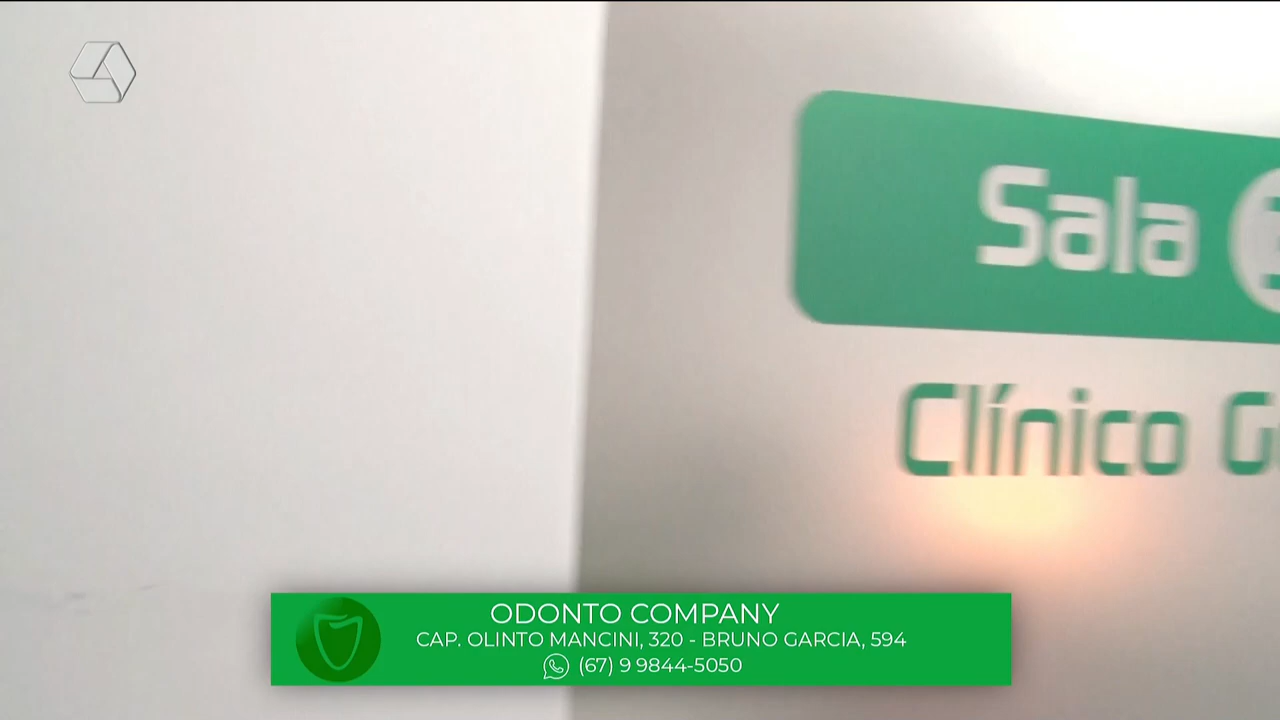 Sala
Clínico
ODONTO COMPANY
CAP. OLINTO MANCINI, 320 - BRUNO GARCIA, 594
(67) 9 9844-5050